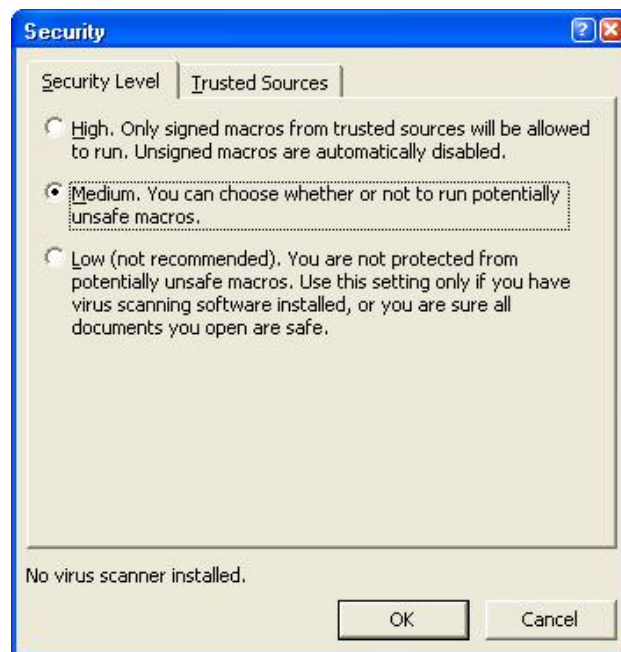 Security
Security Level
Trusted Sources
High. Only signed macros from trusted sources will be allowed
to run. Unsigned macros are automatically disabled.
Medium. You can choose whether or not to run potentially
unsafe macros.
Low (not recommended). You are not protected from
potentially unsafe macros. Use this setting only if you have
virus scanning software installed, or you are sure all
documents you open are safe.
No virus scanner installed.
OK
Cancel